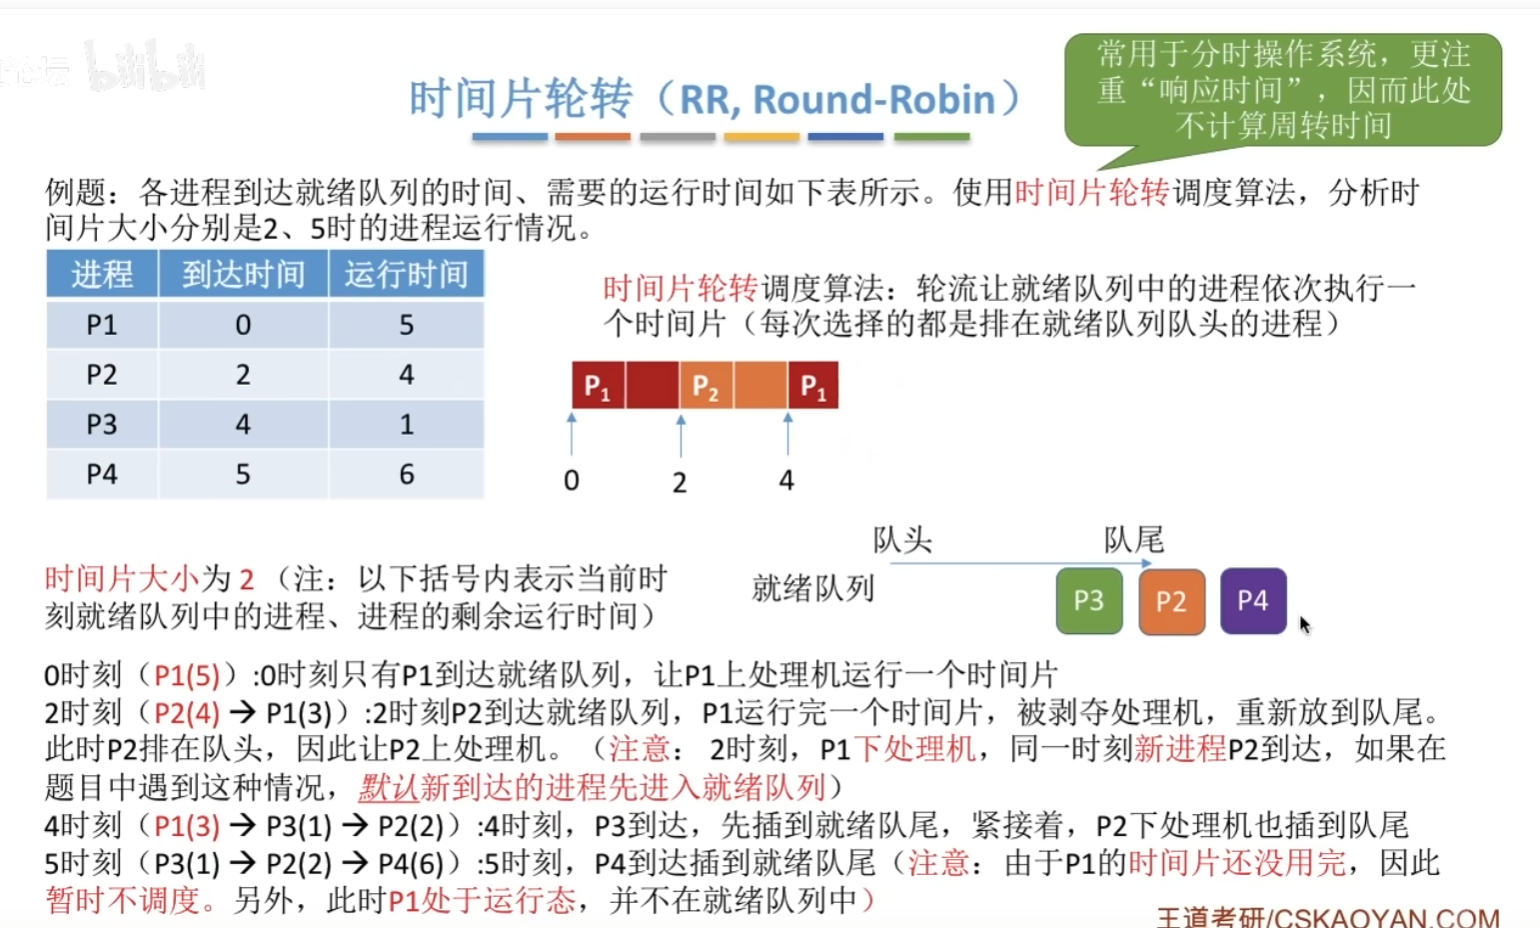 bilibili
常用于分时操作系统，更注
重“响应时间”，因而此处
不计算周转时间
时间片轮转（RR, Round-Robin）
例题：各进程到达就绪队列的时间、需要的运行时间如下表所示。使用时间片轮转调度算法，分析时
间片大小分别是2、5时的进程运行情况。
进程 到达时间 运行时间
P1 0 5
P2 2 4
P3 4 1
P4 5 6
时间片轮转调度算法：轮流让就绪队列中的进程依次执行一
个时间片（每次选择的都是排在就绪队列队头的进程）
P1 P2 P1
0 2 4
队头 队尾
就绪队列 P3 P2 P4
时间片大小为 2（注：以下括号内表示当前时
刻就绪队列中的进程、进程的剩余运行时间）
0时刻（P1(5)）:0时刻只有P1到达就绪队列，让P1上处理机运行一个时间片
2时刻（P2(4) → P1(3)）:2时刻P2到达就绪队列，P1运行完一个时间片，被剥夺处理机，重新放到队尾。
此时P2排在队头，因此让P2上处理机。（注意： 2时刻，P1下处理机，同一时刻新进程P2到达，如果在
题目中遇到这种情况，默认新到达的进程先进入就绪队列）
4时刻（P1(3) → P3(1) → P2(2)）:4时刻，P3到达，先插到就绪队尾，紧接着，P2下处理机也插到队尾
5时刻（P3(1) → P2(2) → P4(6)）:5时刻，P4到达插到就绪队尾（注意：由于P1的时间片还没用完，因此
暂时不调度。另外，此时P1处于运行态，并不在就绪队列中）
王道考研/CSKAOYAN.COM